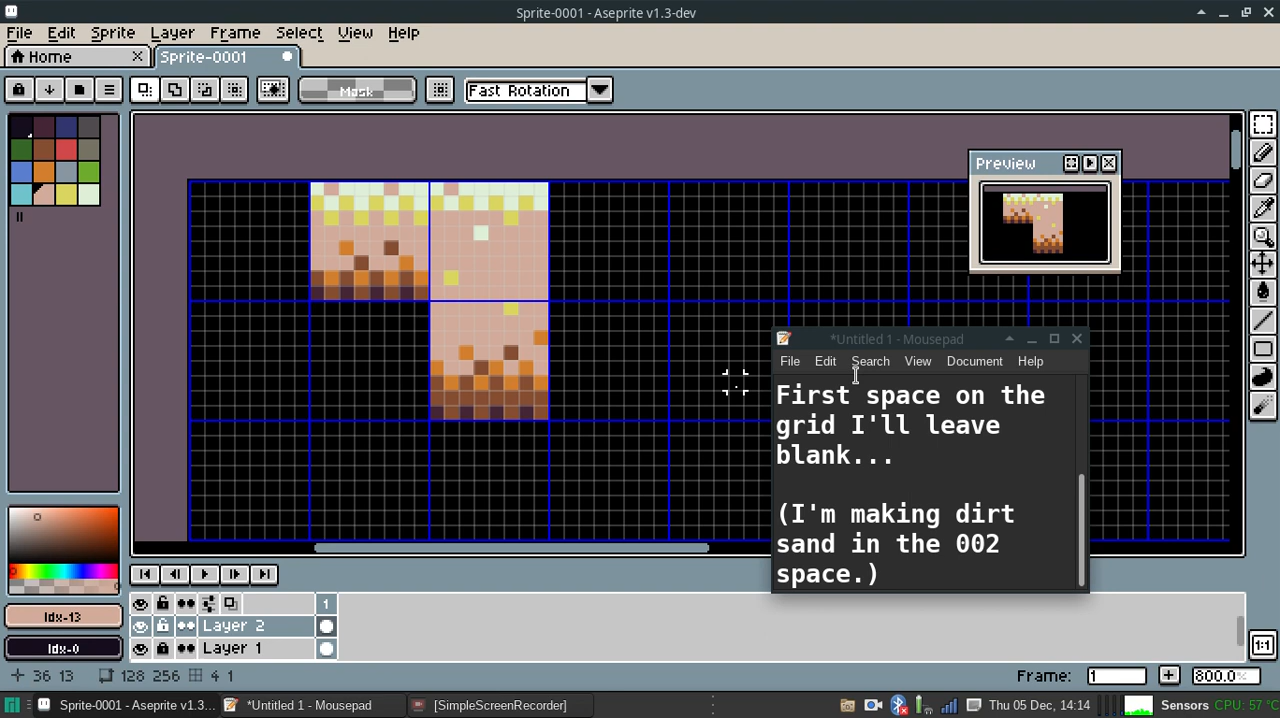 Sprite-0001 - Aseprite v1.3-dev
File Edit Sprite Layer Frame Select View Help
Home Sprite-0001
Mask Fast Rotation
Preview
*Untitled 1 - Mousepad
File Edit Search View Document Help
First space on the
grid I'll leave
blank...
(I'm making dirt
sand in the 002
space.)
1
Idx-13
Layer 2
Idx-0
Layer 1
1:1
36 13 128 256 4 1 Frame: 1 800.0%
Sprite-0001 - Aseprite v1.3... *Untitled 1 - Mousepad [SimpleScreenRecorder] Thu 05 Dec, 14:14 Sensors CPU: 57 °C